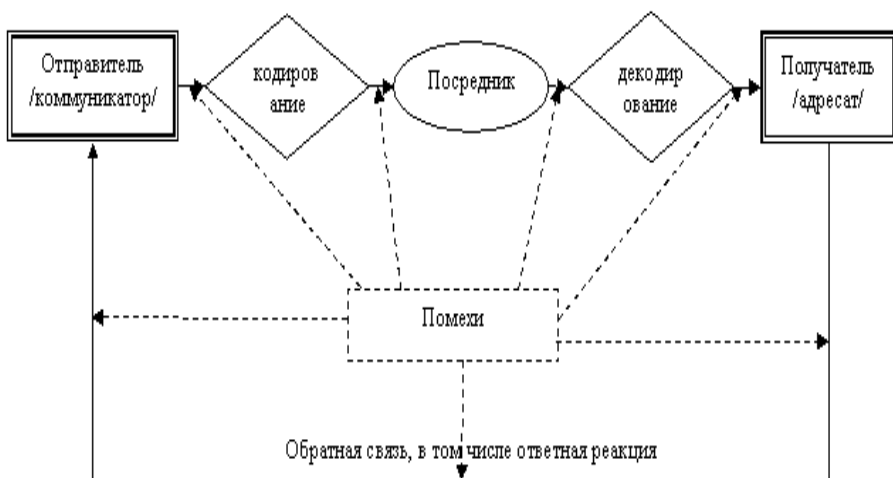 Отправитель
/коммуникатор/
кодиров
ание
Посредник
декодир
ование
Получатель
/адресат/
Помехи
Обратная связь, в том числе ответная реакция